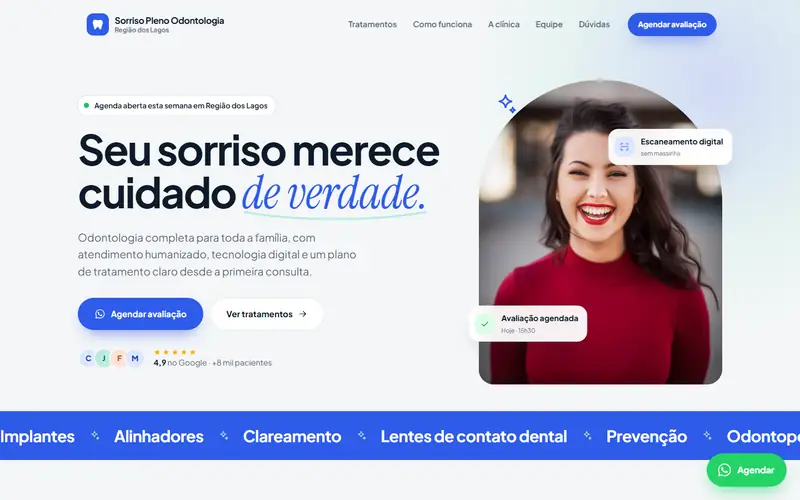 Sorriso Pleno Odontologia
Região dos Lagos
Tratamentos
Como funciona
A clínica
Equipe
Dúvidas
Agendar avaliação
Agenda aberta esta semana em Região dos Lagos
Seu sorriso merece
cuidado de verdade.
Odontologia completa para toda a família, com
atendimento humanizado, tecnologia digital e um plano
de tratamento claro desde a primeira consulta.
Agendar avaliação
Ver tratamentos →
C J F M
★★★★★
4,9 no Google · +8 mil pacientes
Escaneamento digital
sem massinha
Avaliação agendada
Hoje · 15h30
Implantes
Alinhadores
Clareamento
Lentes de contato dental
Prevenção
Odontope
Agendar